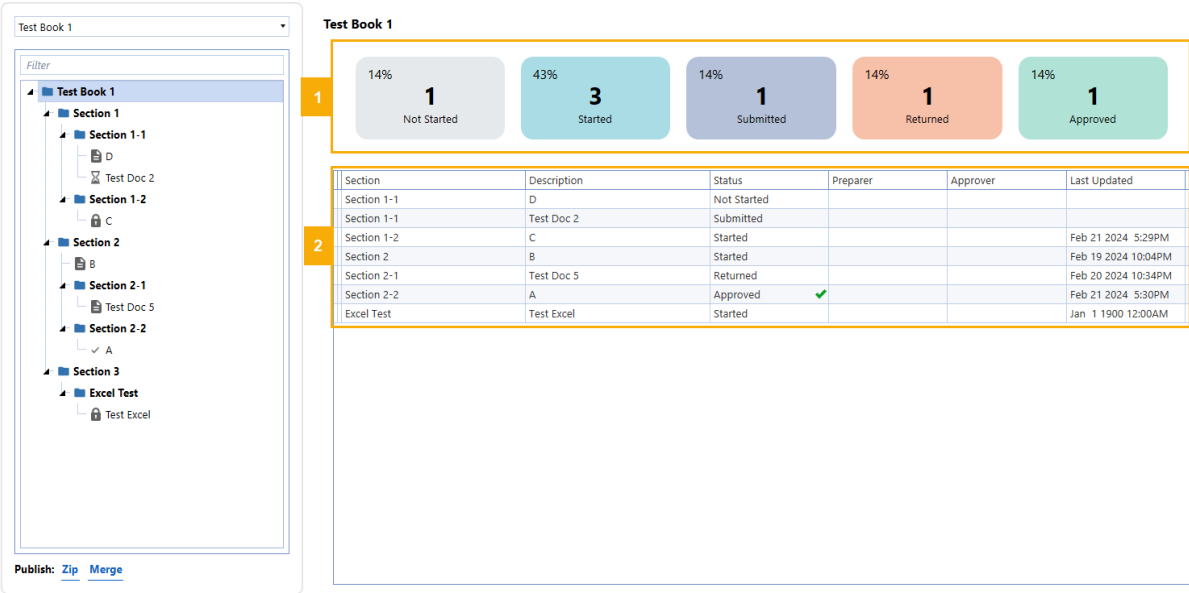 Test Book 1
Filter
Test Book 1
Section 1
Section 1-1
D
Test Doc 2
Section 1-2
C
Section 2
B
Section 2-1
Test Doc 5
Section 2-2
A
Section 3
Excel Test
Test Excel
Publish: Zip Merge
Test Book 1
1
14% 43% 14% 14% 14%
1 3 1 1 1
Not Started Started Submitted Returned Approved
2
Section Description Status Preparer Approver Last Updated
Section 1-1 D Not Started
Section 1-1 Test Doc 2 Submitted
Section 1-2 C Started Feb 21 2024 5:29PM
Section 2 B Started Feb 19 2024 10:04PM
Section 2-1 Test Doc 5 Returned Feb 20 2024 10:34PM
Section 2-2 A Approved Feb 21 2024 5:30PM
Excel Test Test Excel Started Jan 1 1900 12:00AM